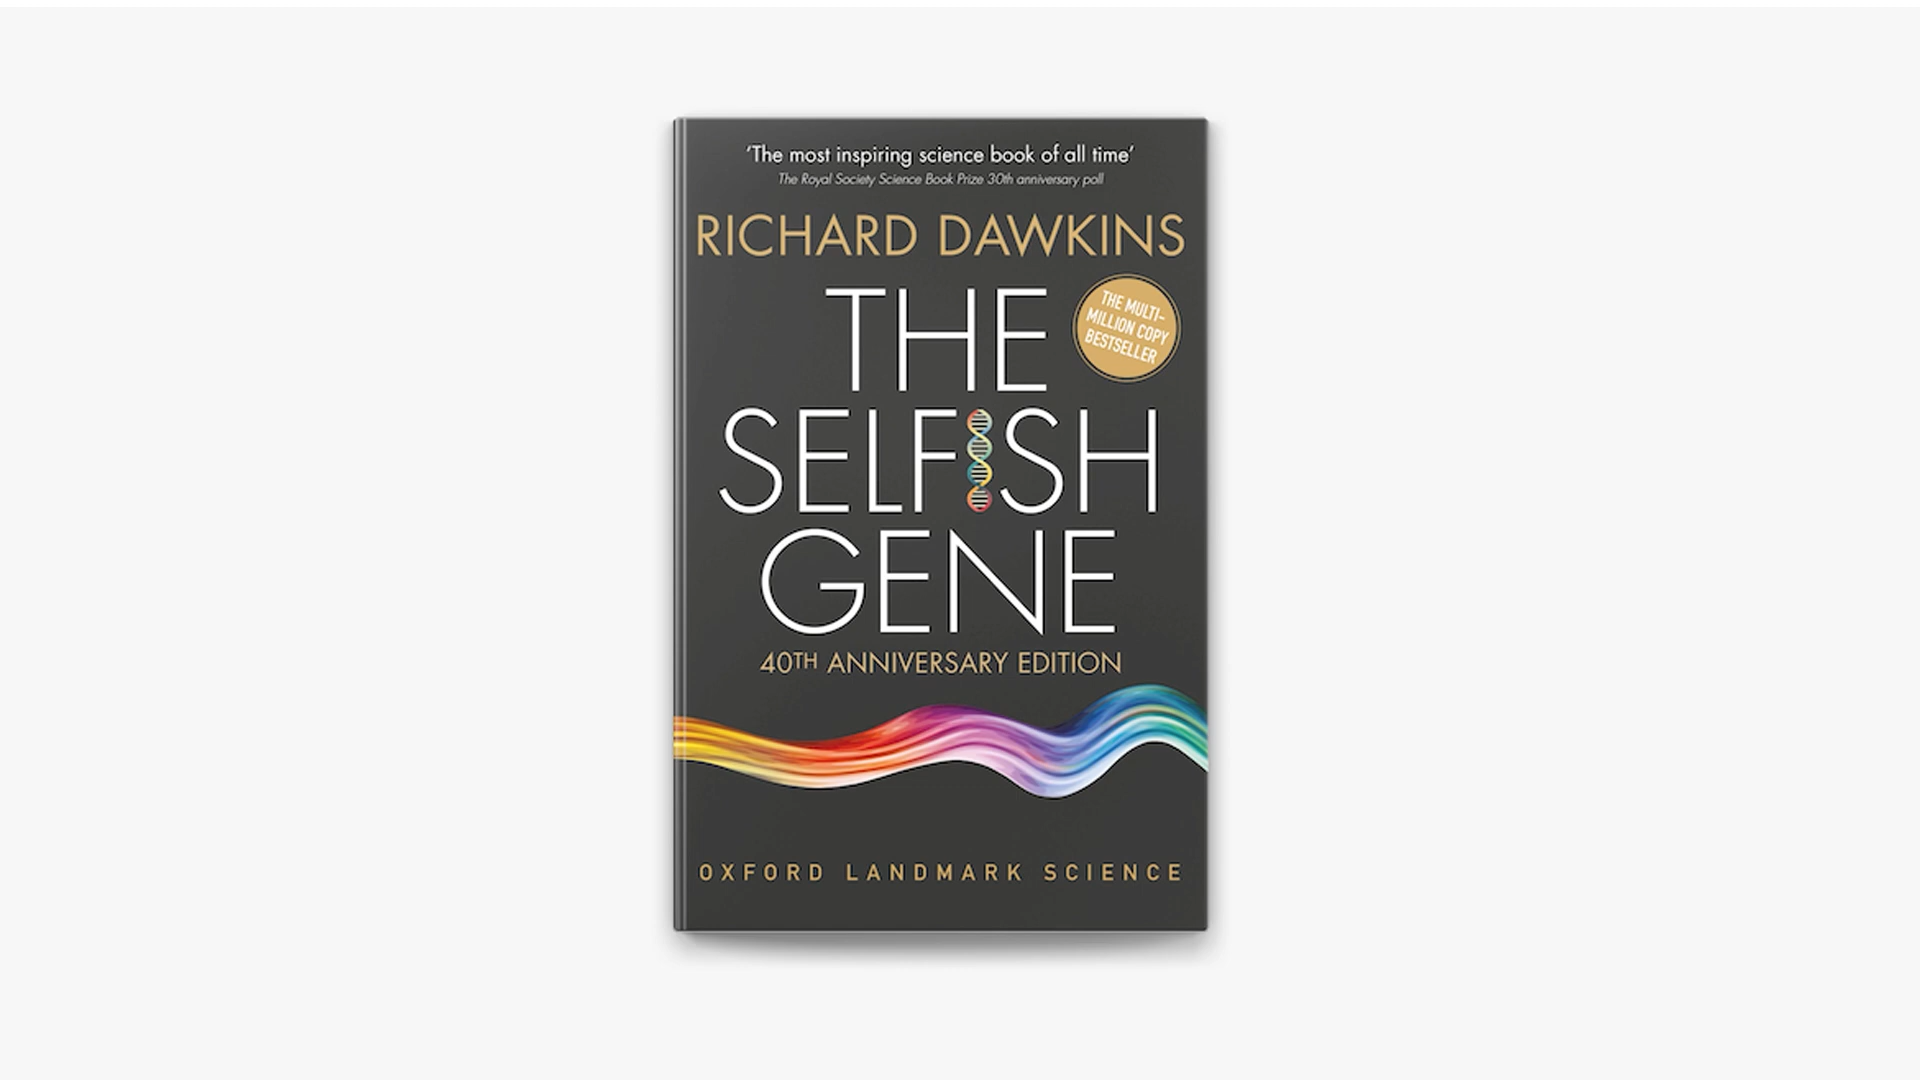 'The most inspiring science book of all time'
The Royal Society Science Book Prize 30th anniversary poll
RICHARD DAWKINS
THE
THE MULTI-
MILLION COPY
BESTSELLER
SELFISH
GENE
40TH ANNIVERSARY EDITION
OXFORD LANDMARK SCIENCE